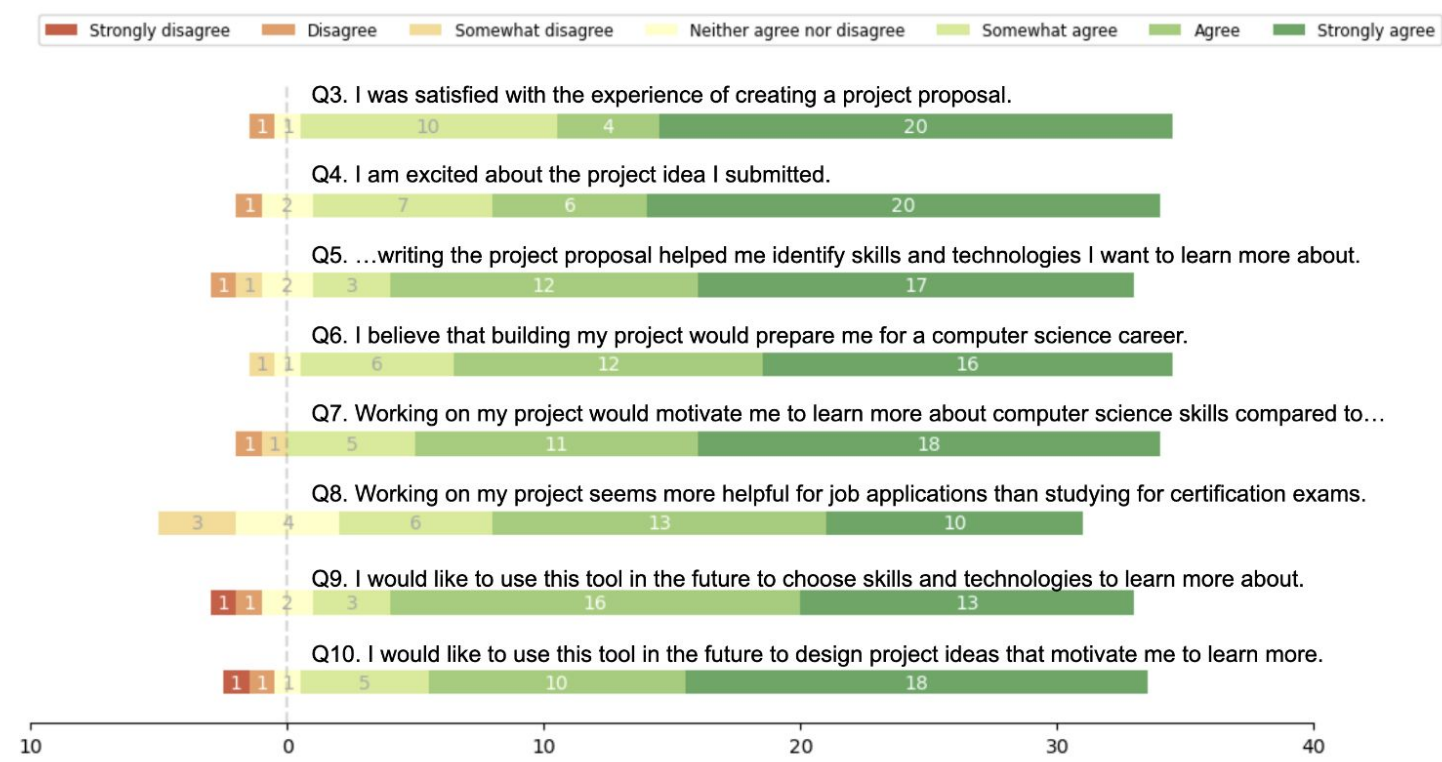 Strongly disagree Disagree Somewhat disagree Neither agree nor disagree Somewhat agree Agree Strongly agree
Q3. I was satisfied with the experience of creating a project proposal.
1 1 10 4 20
Q4. I am excited about the project idea I submitted.
1 2 7 6 20
Q5. …writing the project proposal helped me identify skills and technologies I want to learn more about.
1 1 2 3 12 17
Q6. I believe that building my project would prepare me for a computer science career.
1 1 6 12 16
Q7. Working on my project would motivate me to learn more about computer science skills compared to…
1 1 5 11 18
Q8. Working on my project seems more helpful for job applications than studying for certification exams.
3 4 6 13 10
Q9. I would like to use this tool in the future to choose skills and technologies to learn more about.
1 1 2 3 16 13
Q10. I would like to use this tool in the future to design project ideas that motivate me to learn more.
1 1 1 5 10 18
10 0 10 20 30 40